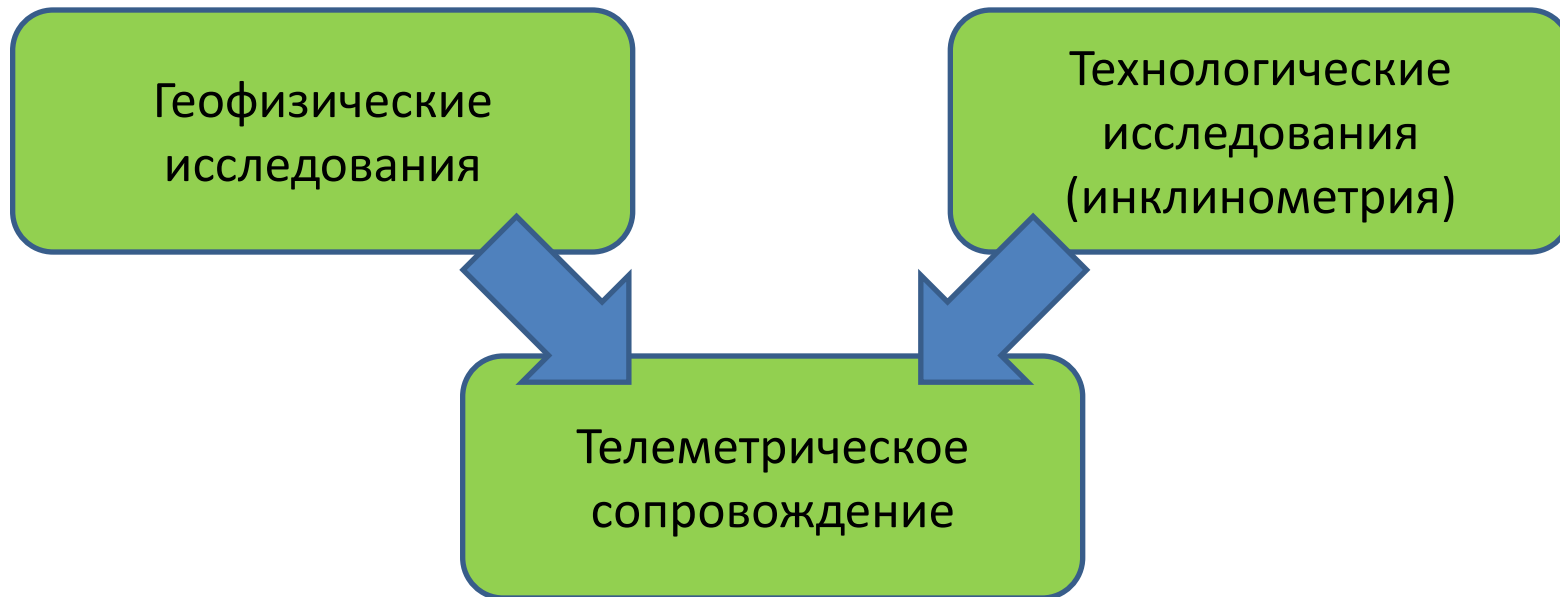 Геофизические
исследования
Технологические
исследования
(инклинометрия)
Телеметрическое
сопровождение